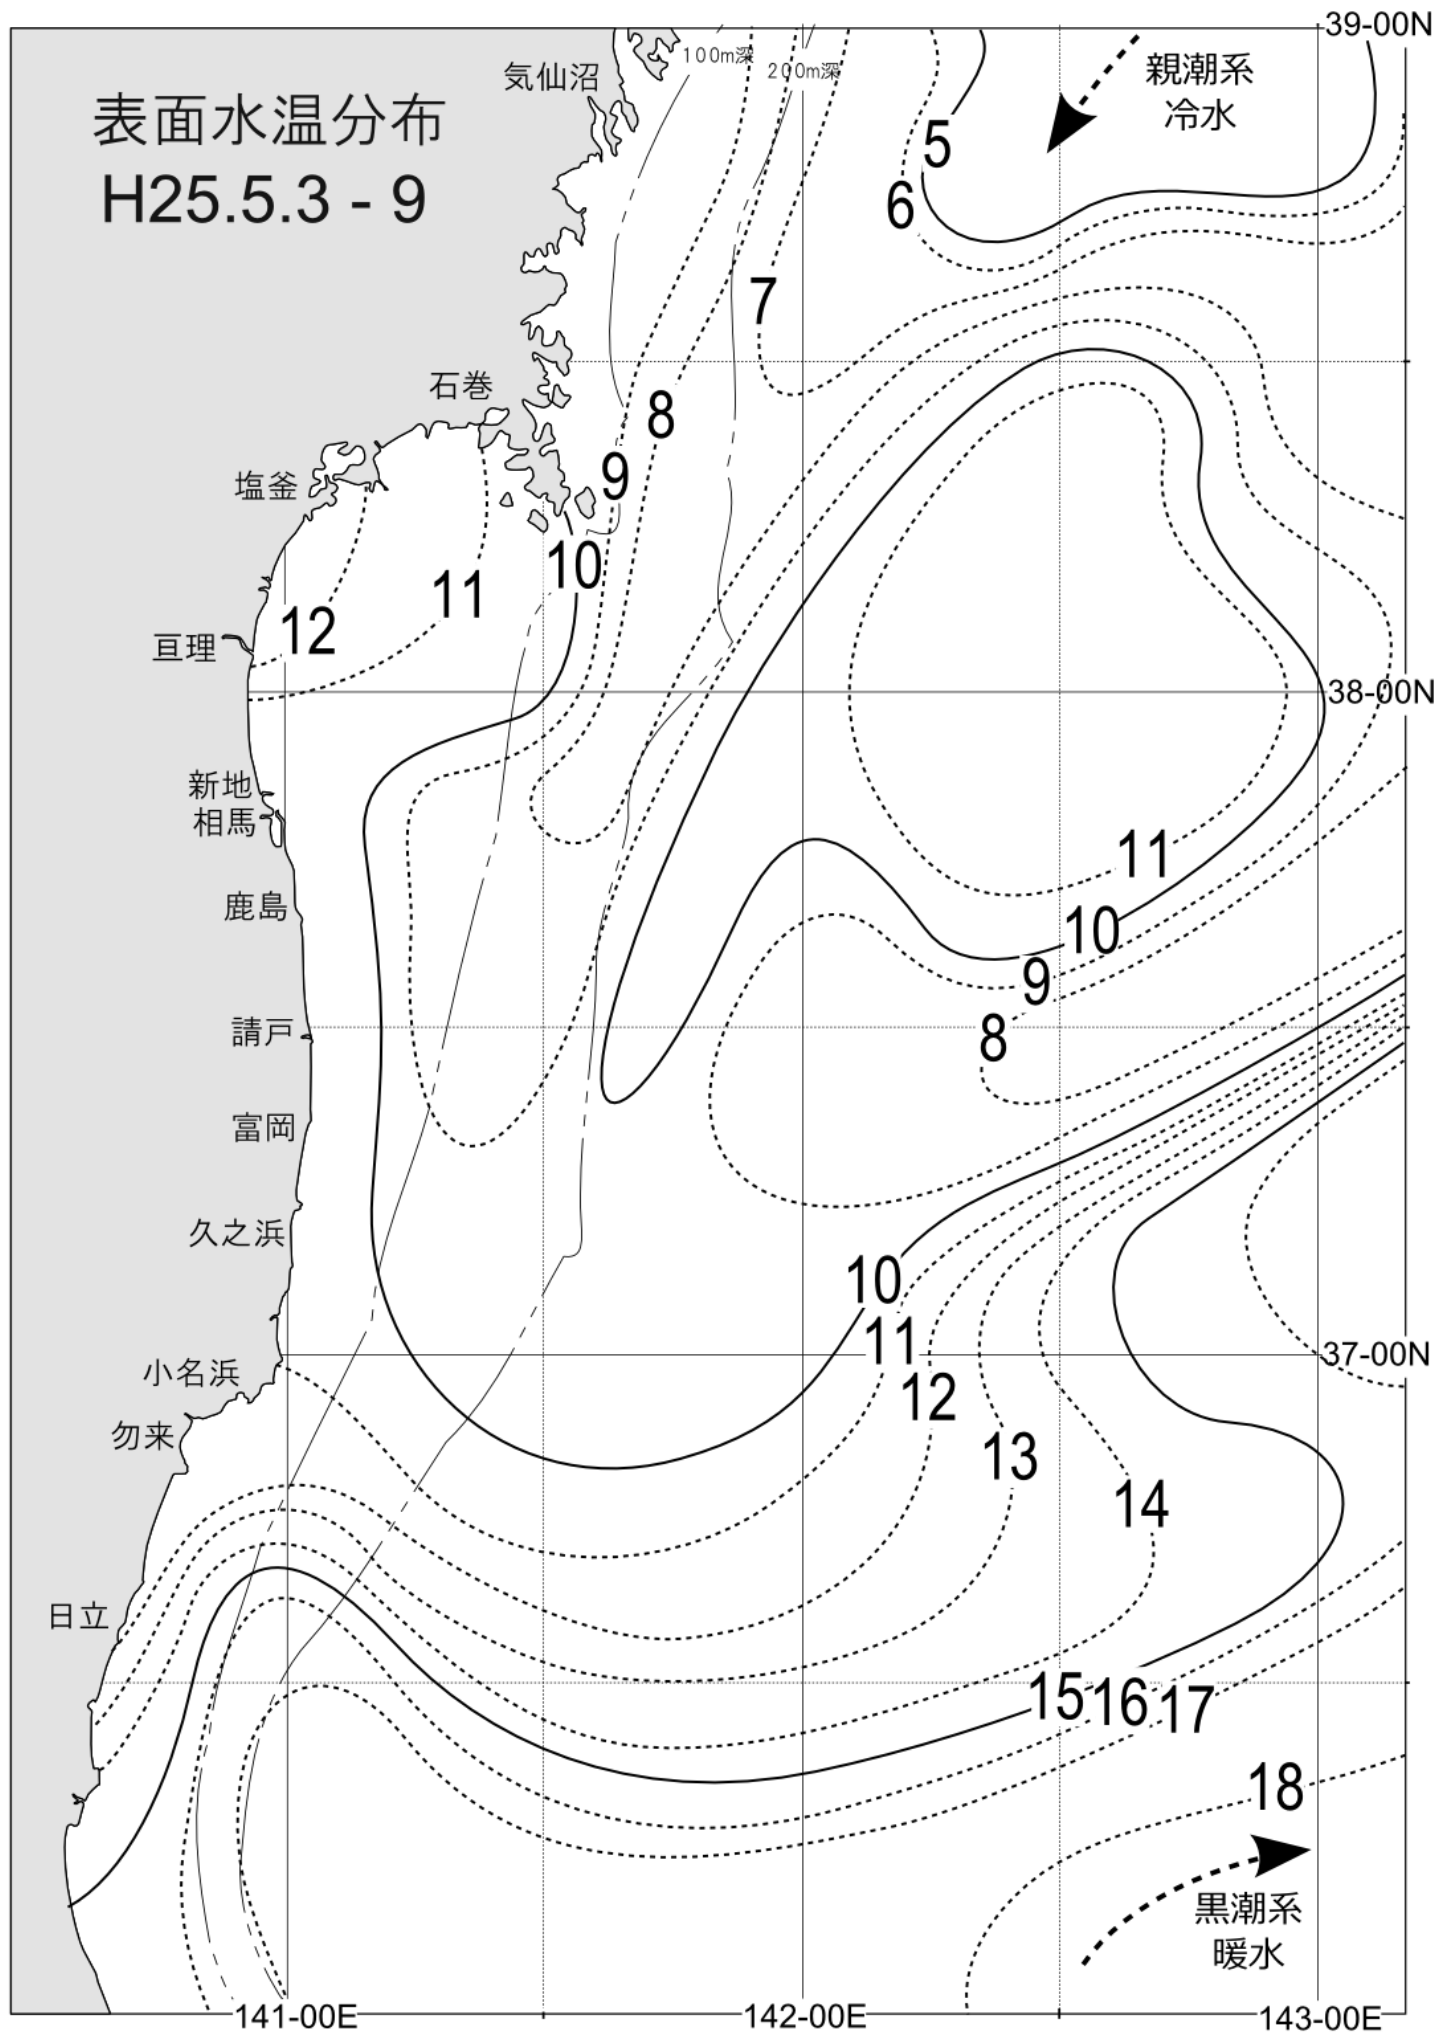 39-00N
気仙沼
100m深
200m深
親潮系
冷水
表面水温分布
H25.5.3 - 9
5
6
7
石巻
8
9
塩釜
10
11
12
亘理
38-00N
新地
相馬
11
鹿島
10
9
請戸
8
富岡
久之浜
10
11
37-00N
小名浜
12
勿来
13
14
日立
15
16
17
18
黒潮系
暖水
141-00E
142-00E
143-00E